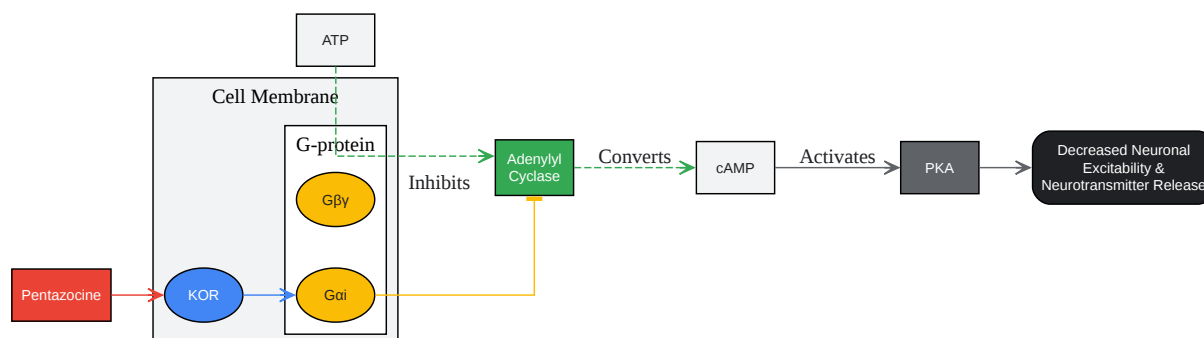 ATP
Cell Membrane
G-protein
Adenylyl
Cyclase
Inhibits
Converts
cAMP
Activates
PKA
Decreased Neuronal
Excitability &
Neurotransmitter Release
Gβγ
Pentazocine
KOR
Gαi